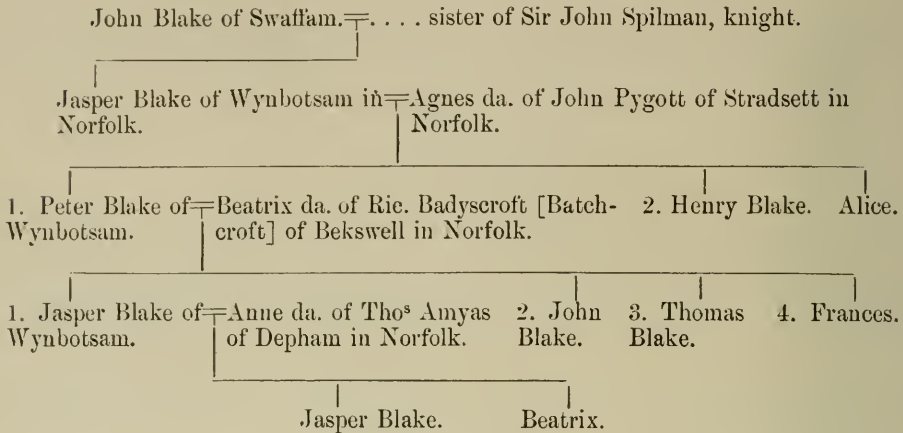 John Blake of Swaffam.=. . . . sister of Sir John Spilman, knight.
Jasper Blake of Wynbotsam in=Agnes da. of John Pygott of Stradsett in
Norfolk. Norfolk.
1. Peter Blake of=Beatrix da. of Ric. Badyscroft [Batch- 2. Henry Blake. Alice.
Wynbotsam. croft] of Bekswell in Norfolk.
1. Jasper Blake of=Anne da. of Thoˢ Amyas 2. John 3. Thomas 4. Frances.
Wynbotsam. of Depham in Norfolk. Blake. Blake.
Jasper Blake. Beatrix.